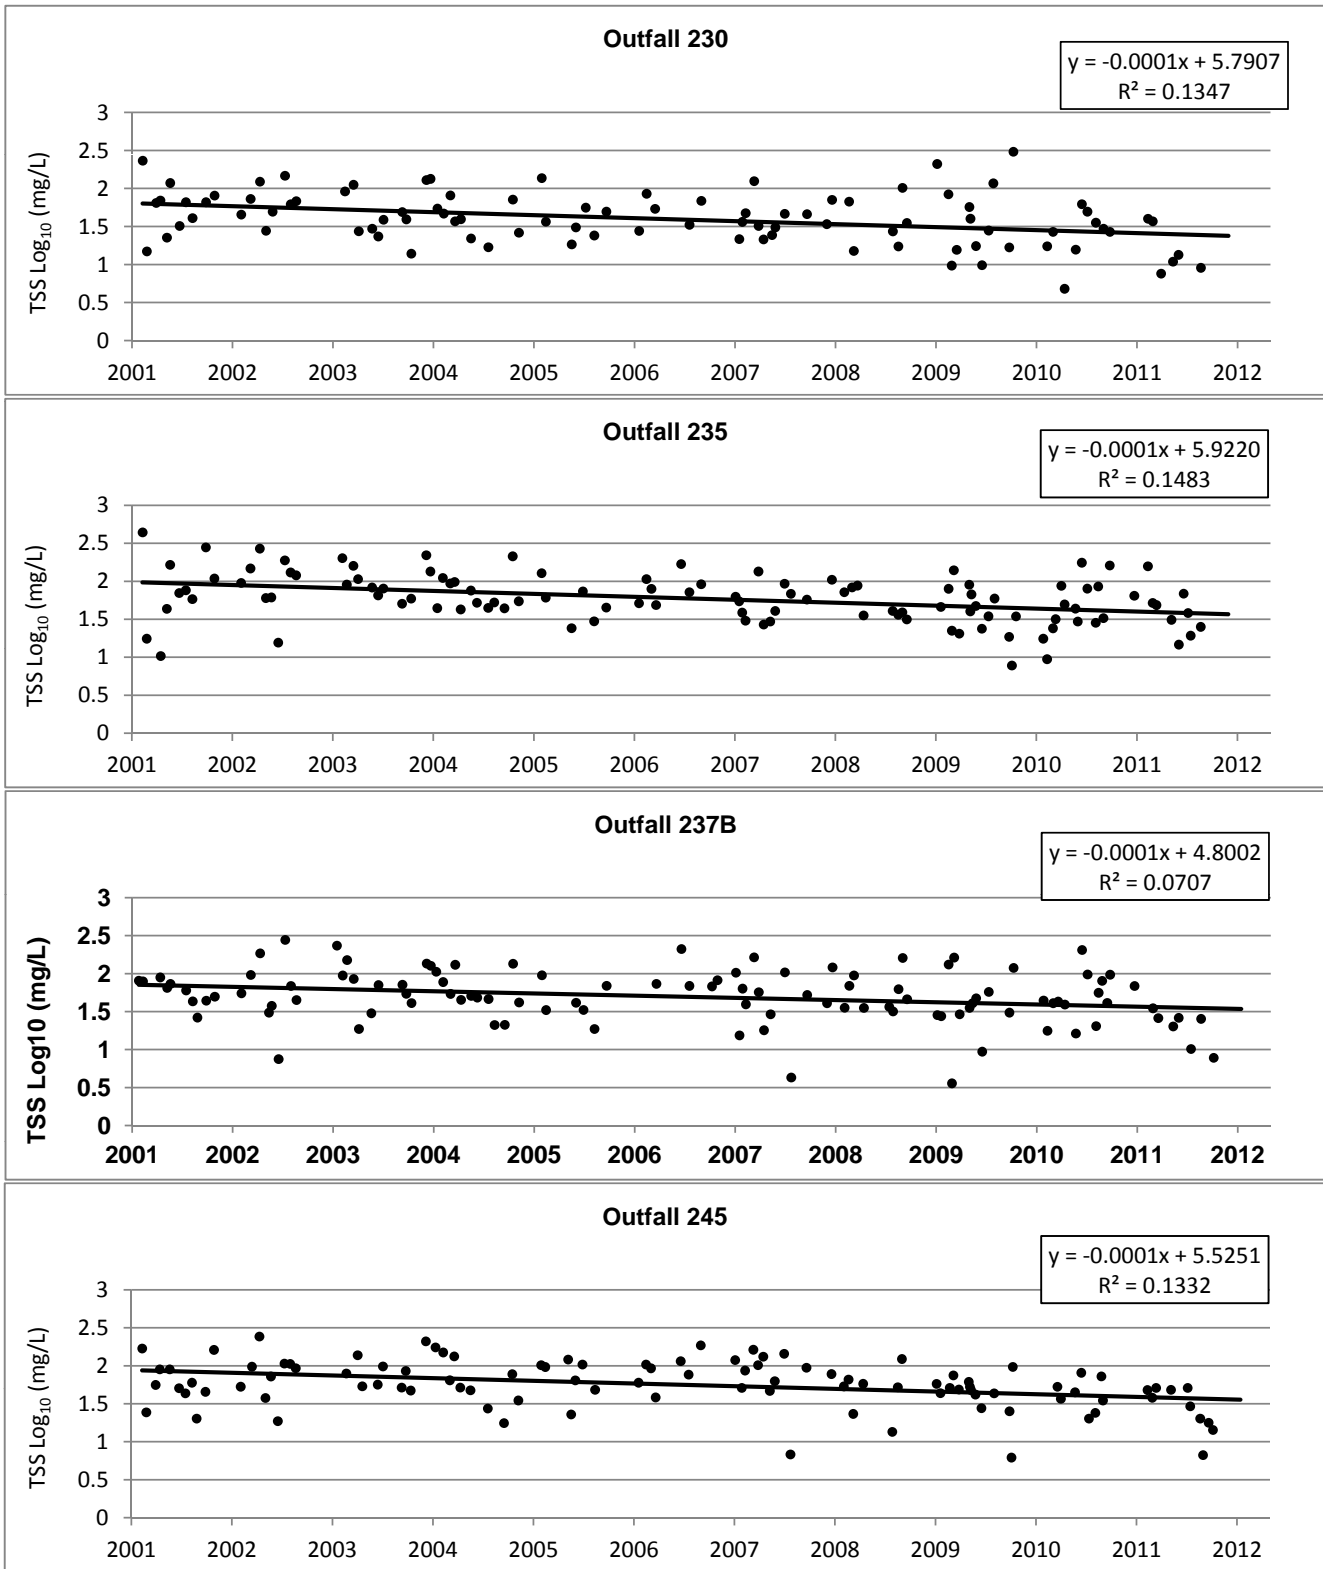 Outfall 230
y = -0.0001x + 5.7907
R² = 0.1347
TSS Log₁₀ (mg/L)
3
2.5
2
1.5
1
0.5
0
2001 2002 2003 2004 2005 2006 2007 2008 2009 2010 2011 2012
Outfall 235
y = -0.0001x + 5.9220
R² = 0.1483
TSS Log₁₀ (mg/L)
3
2.5
2
1.5
1
0.5
0
2001 2002 2003 2004 2005 2006 2007 2008 2009 2010 2011 2012
Outfall 237B
y = -0.0001x + 4.8002
R² = 0.0707
TSS Log10 (mg/L)
3
2.5
2
1.5
1
0.5
0
2001 2002 2003 2004 2005 2006 2007 2008 2009 2010 2011 2012
Outfall 245
y = -0.0001x + 5.5251
R² = 0.1332
TSS Log₁₀ (mg/L)
3
2.5
2
1.5
1
0.5
0
2001 2002 2003 2004 2005 2006 2007 2008 2009 2010 2011 2012